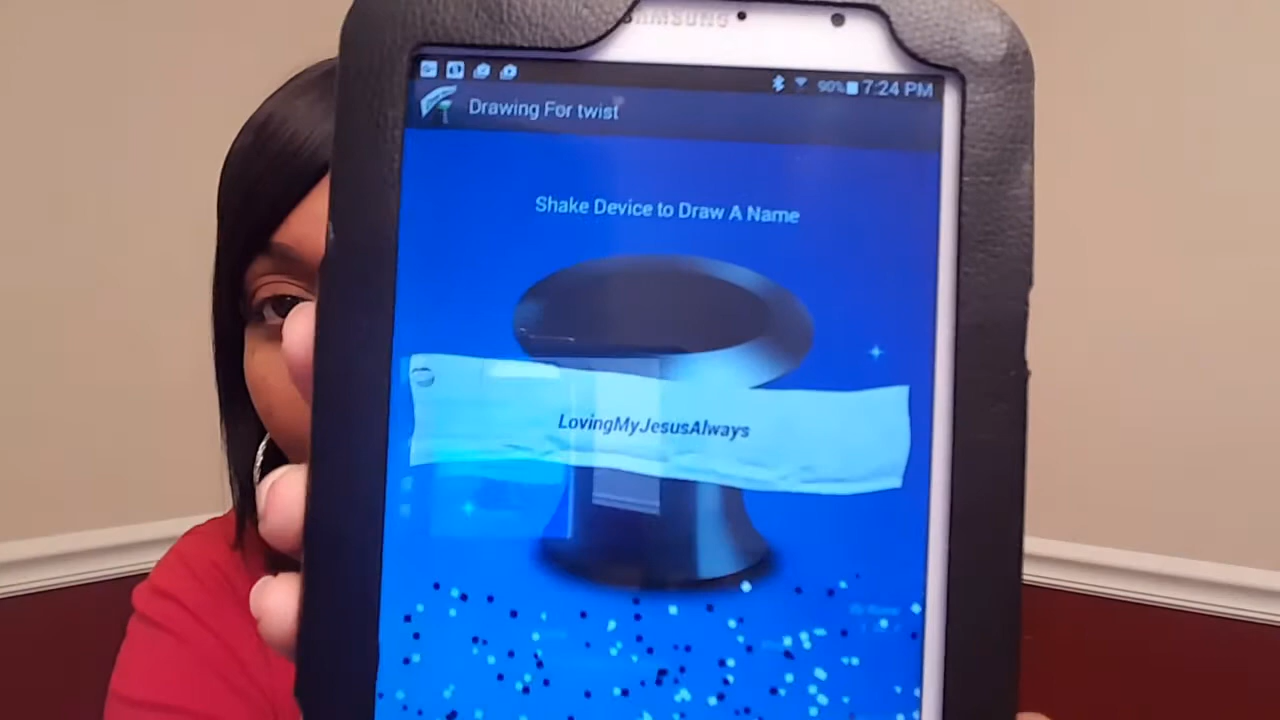 SAMSUNG
90% 7:24 PM
Drawing For twist
Shake Device to Draw A Name
LovingMyJesusAlways